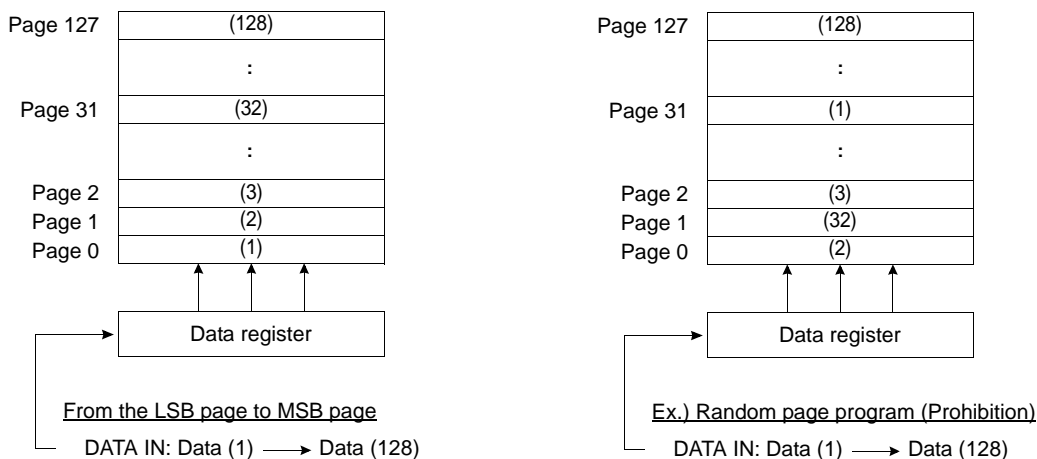 Page 127 (128)
:
Page 31 (32)
:
Page 2 (3)
Page 1 (2)
Page 0 (1)
Data register
From the LSB page to MSB page
DATA IN: Data (1) Data (128)
Page 127 (128)
:
Page 31 (1)
:
Page 2 (3)
Page 1 (32)
Page 0 (2)
Data register
Ex.) Random page program (Prohibition)
DATA IN: Data (1) Data (128)